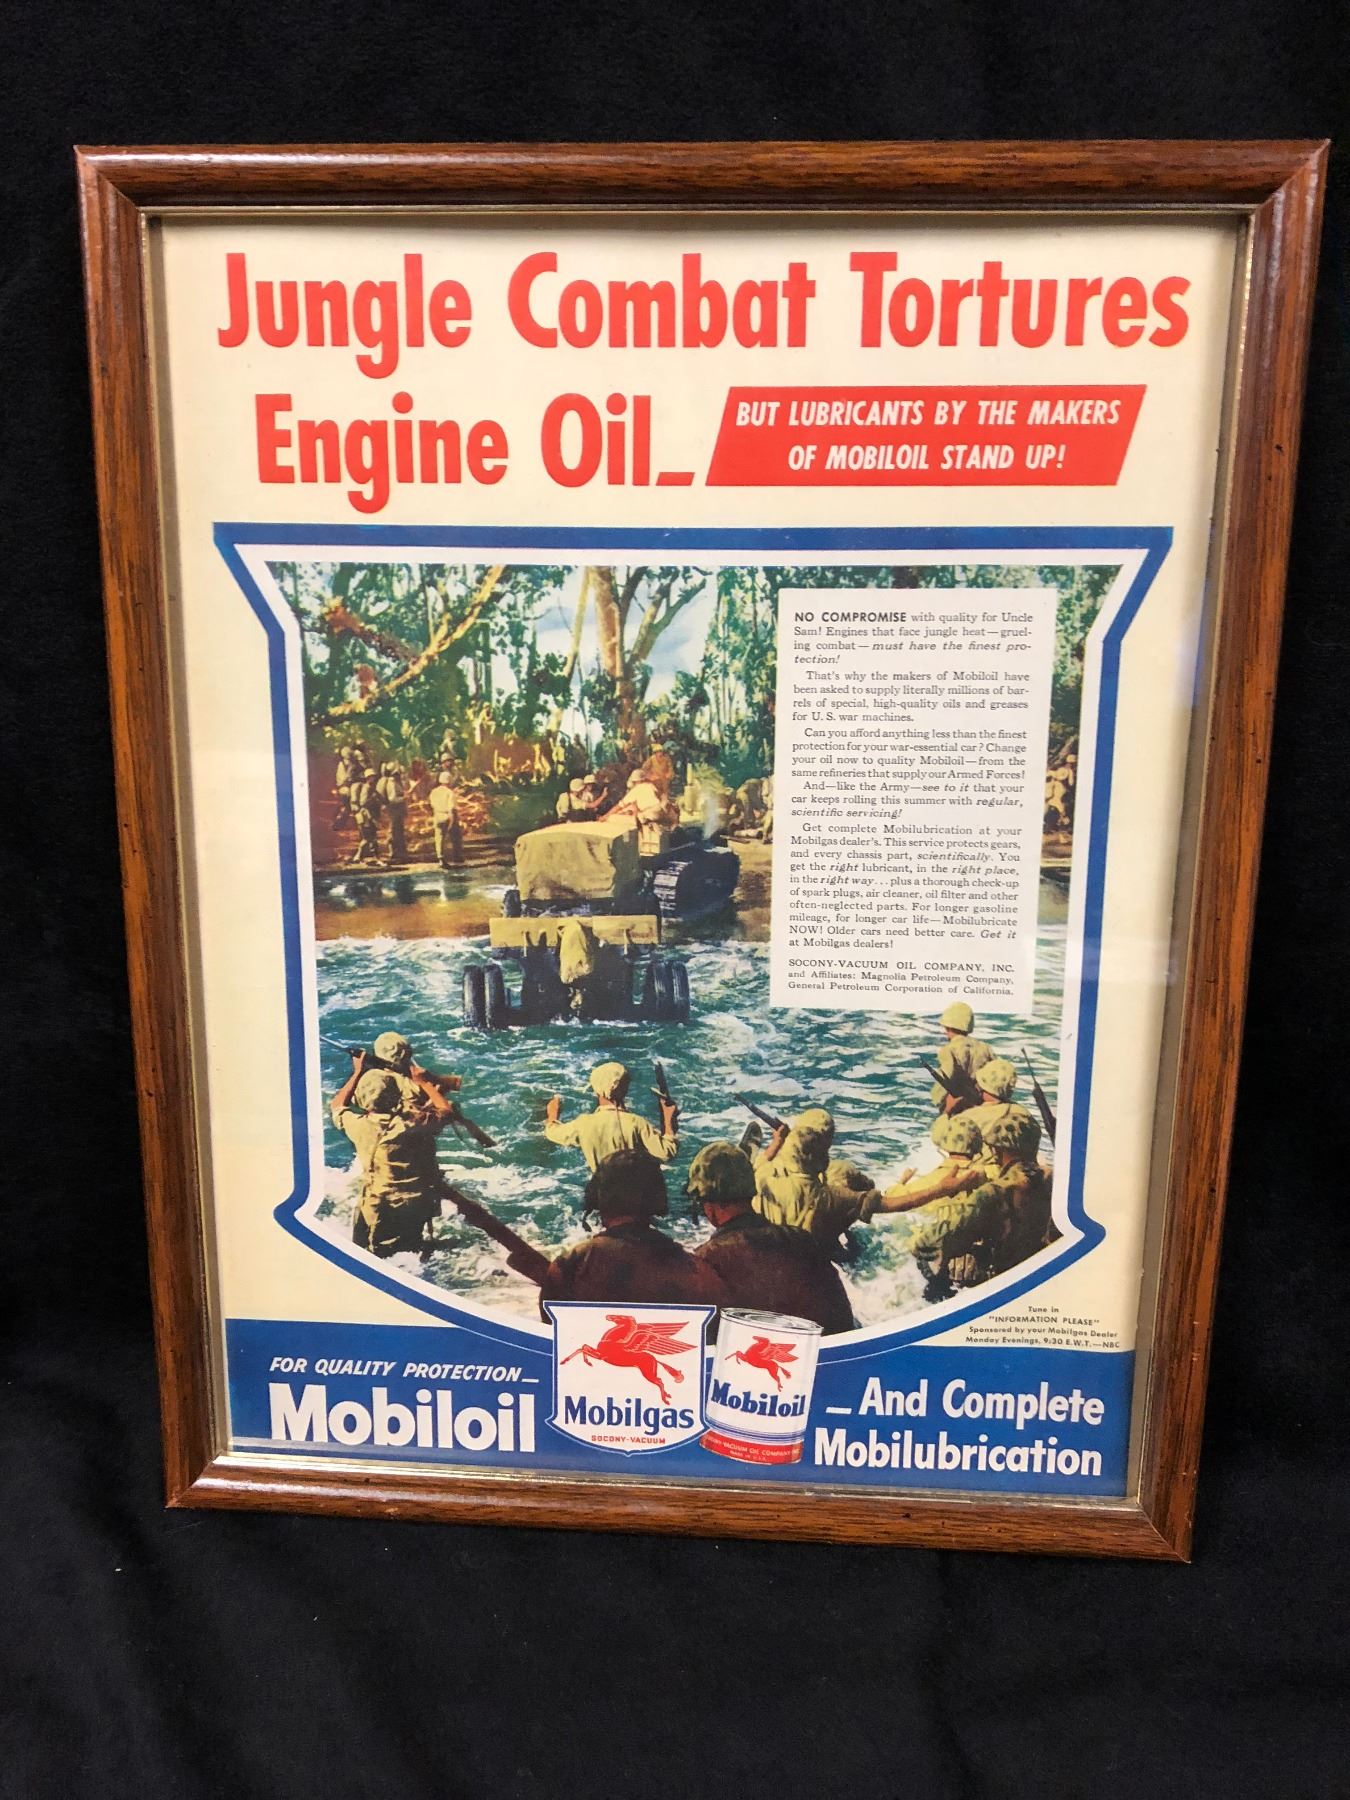 Jungle Combat Tortures
Engine Oil—
BUT LUBRICANTS BY THE MAKERS
OF MOBILOIL STAND UP!
NO COMPROMISE with quality for Uncle
Sam! Engines that face jungle heat—gruel-
ing combat—must have the finest pro-
tection!
That's why the makers of Mobiloil have
been asked to supply literally millions of bar-
rels of special, high-quality oils and greases
for U. S. war machines.
Can you afford anything less than the finest
protection for your war-essential car? Change
your oil now to quality Mobiloil—from the
same refineries that supply our Armed Forces!
And—like the Army—see to it that your
car keeps rolling this summer with regular,
scientific servicing!
Get complete Mobilubrication at your
Mobilgas dealer's. This service protects gears,
and every chassis part, scientifically. You
get the right lubricant, in the right place,
in the right way...plus a thorough check-up
of spark plugs, air cleaner, oil filter and other
often-neglected parts. For longer gasoline
mileage, for longer car life—Mobilubricate
NOW! Older cars need better care. Get it
at Mobilgas dealers!
SOCONY-VACUUM OIL COMPANY, INC.
and Affiliates: Magnolia Petroleum Company,
General Petroleum Corporation of California.
Tune in
"INFORMATION PLEASE"
Sponsored by your Mobilgas Dealer
Monday Evenings, 9:30 E.W.T.—NBC
FOR QUALITY PROTECTION—
Mobiloil
Mobilgas
SOCONY-VACUUM
Mobiloil
SOCONY-VACUUM OIL COMPANY INC.
MADE IN U.S.A.
—And Complete
Mobilubrication